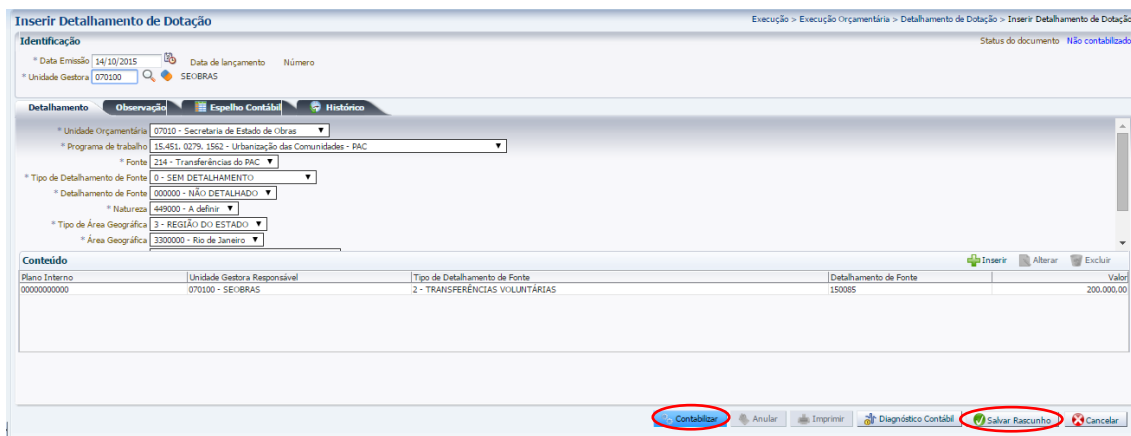 Inserir Detalhamento de Dotação Execução > Execução Orçamentária > Detalhamento de Dotação > Inserir Detalhamento de Dotação
Identificação Status do documento Não contabilizado
* Data Emissão 14/10/2015 Data de lançamento Número
* Unidade Gestora 070100 SEOBRAS
Detalhamento Observação Espelho Contábil Histórico
* Unidade Orçamentária 07010 - Secretaria de Estado de Obras
* Programa de trabalho 15.451. 0279. 1562 - Urbanização das Comunidades - PAC
* Fonte 214 - Transferências do PAC
* Tipo de Detalhamento de Fonte 0 - SEM DETALHAMENTO
* Detalhamento de Fonte 000000 - NÃO DETALHADO
* Natureza 449000 - A definir
* Tipo de Área Geográfica 3 - REGIÃO DO ESTADO
* Área Geográfica 3300000 - Rio de Janeiro
Conteúdo Inserir Alterar Excluir
Plano Interno Unidade Gestora Responsável Tipo de Detalhamento de Fonte Detalhamento de Fonte Valor
00000000000 070100 - SEOBRAS 2 - TRANSFERÊNCIAS VOLUNTÁRIAS 150085 200.000,00
Contabilizar Anular Imprimir Diagnóstico Contábil Salvar Rascunho Cancelar